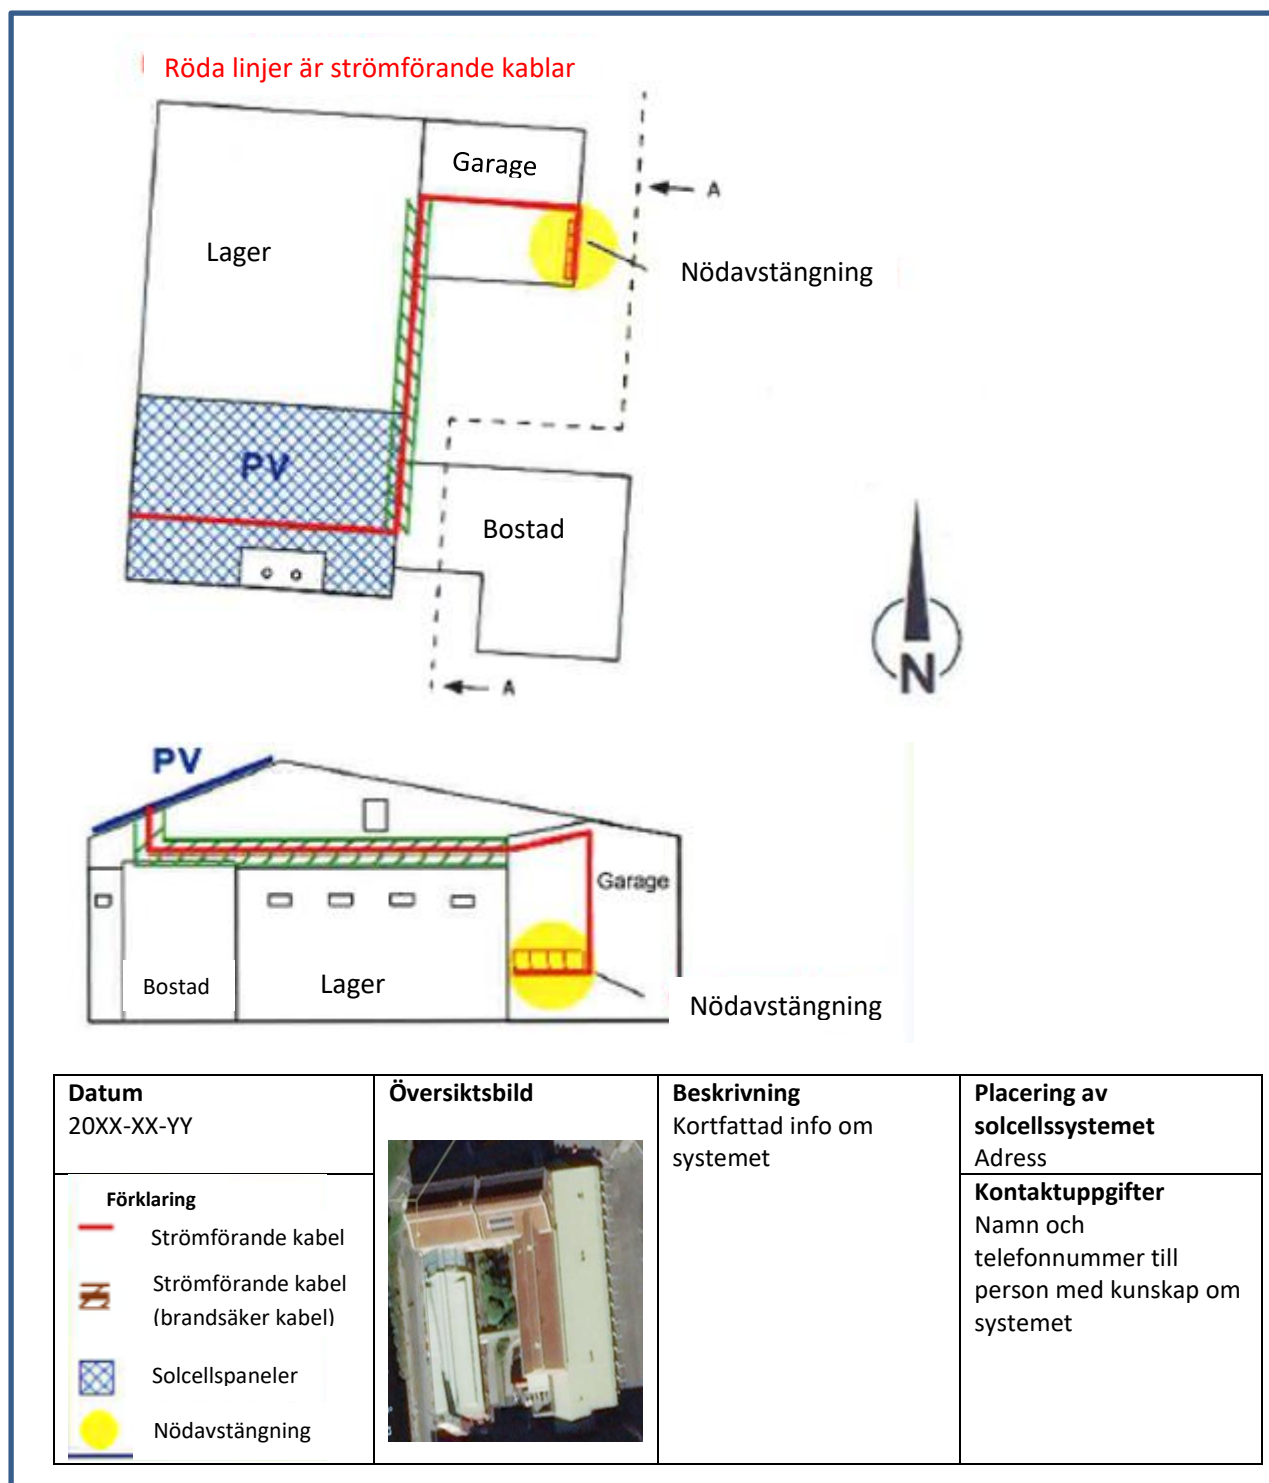 Röda linjer är strömförande kablar
Garage
A
Lager
Nödavstängning
PV
Bostad
N
A
PV
Garage
Bostad
Lager
Nödavstängning
Datum
20XX-XX-YY
Förklaring
Strömförande kabel
Strömförande kabel
(brandsäker kabel)
Solcellspaneler
Nödavstängning
Översiktsbild
Beskrivning
Kortfattad info om
systemet
Placering av
solcellssystemet
Adress
Kontaktuppgifter
Namn och
telefonnummer till
person med kunskap om
systemet